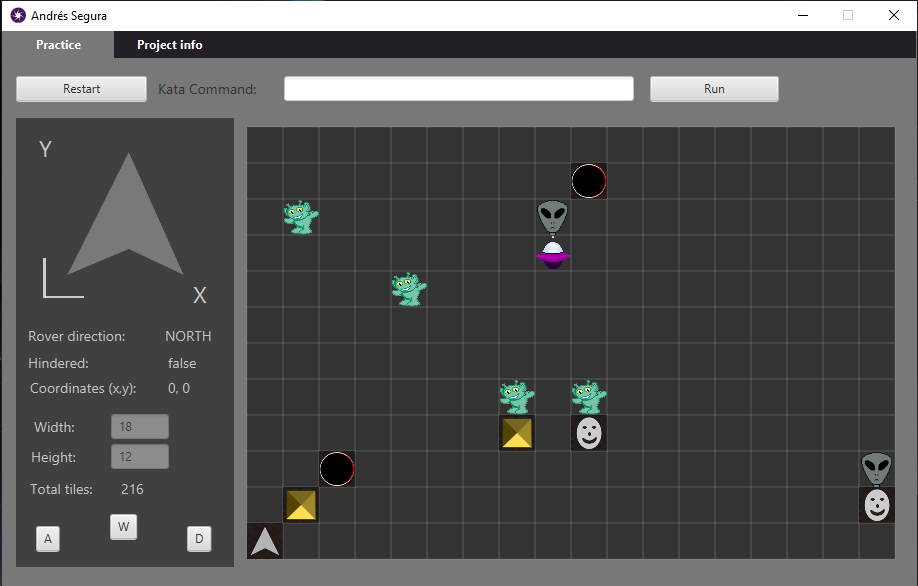 Andrés Segura
Practice Project info
Restart Kata Command: Run
Y
X
Rover direction: NORTH
Hindered: false
Coordinates (x,y): 0, 0
Width: 18
Height: 12
Total tiles: 216
W
A D